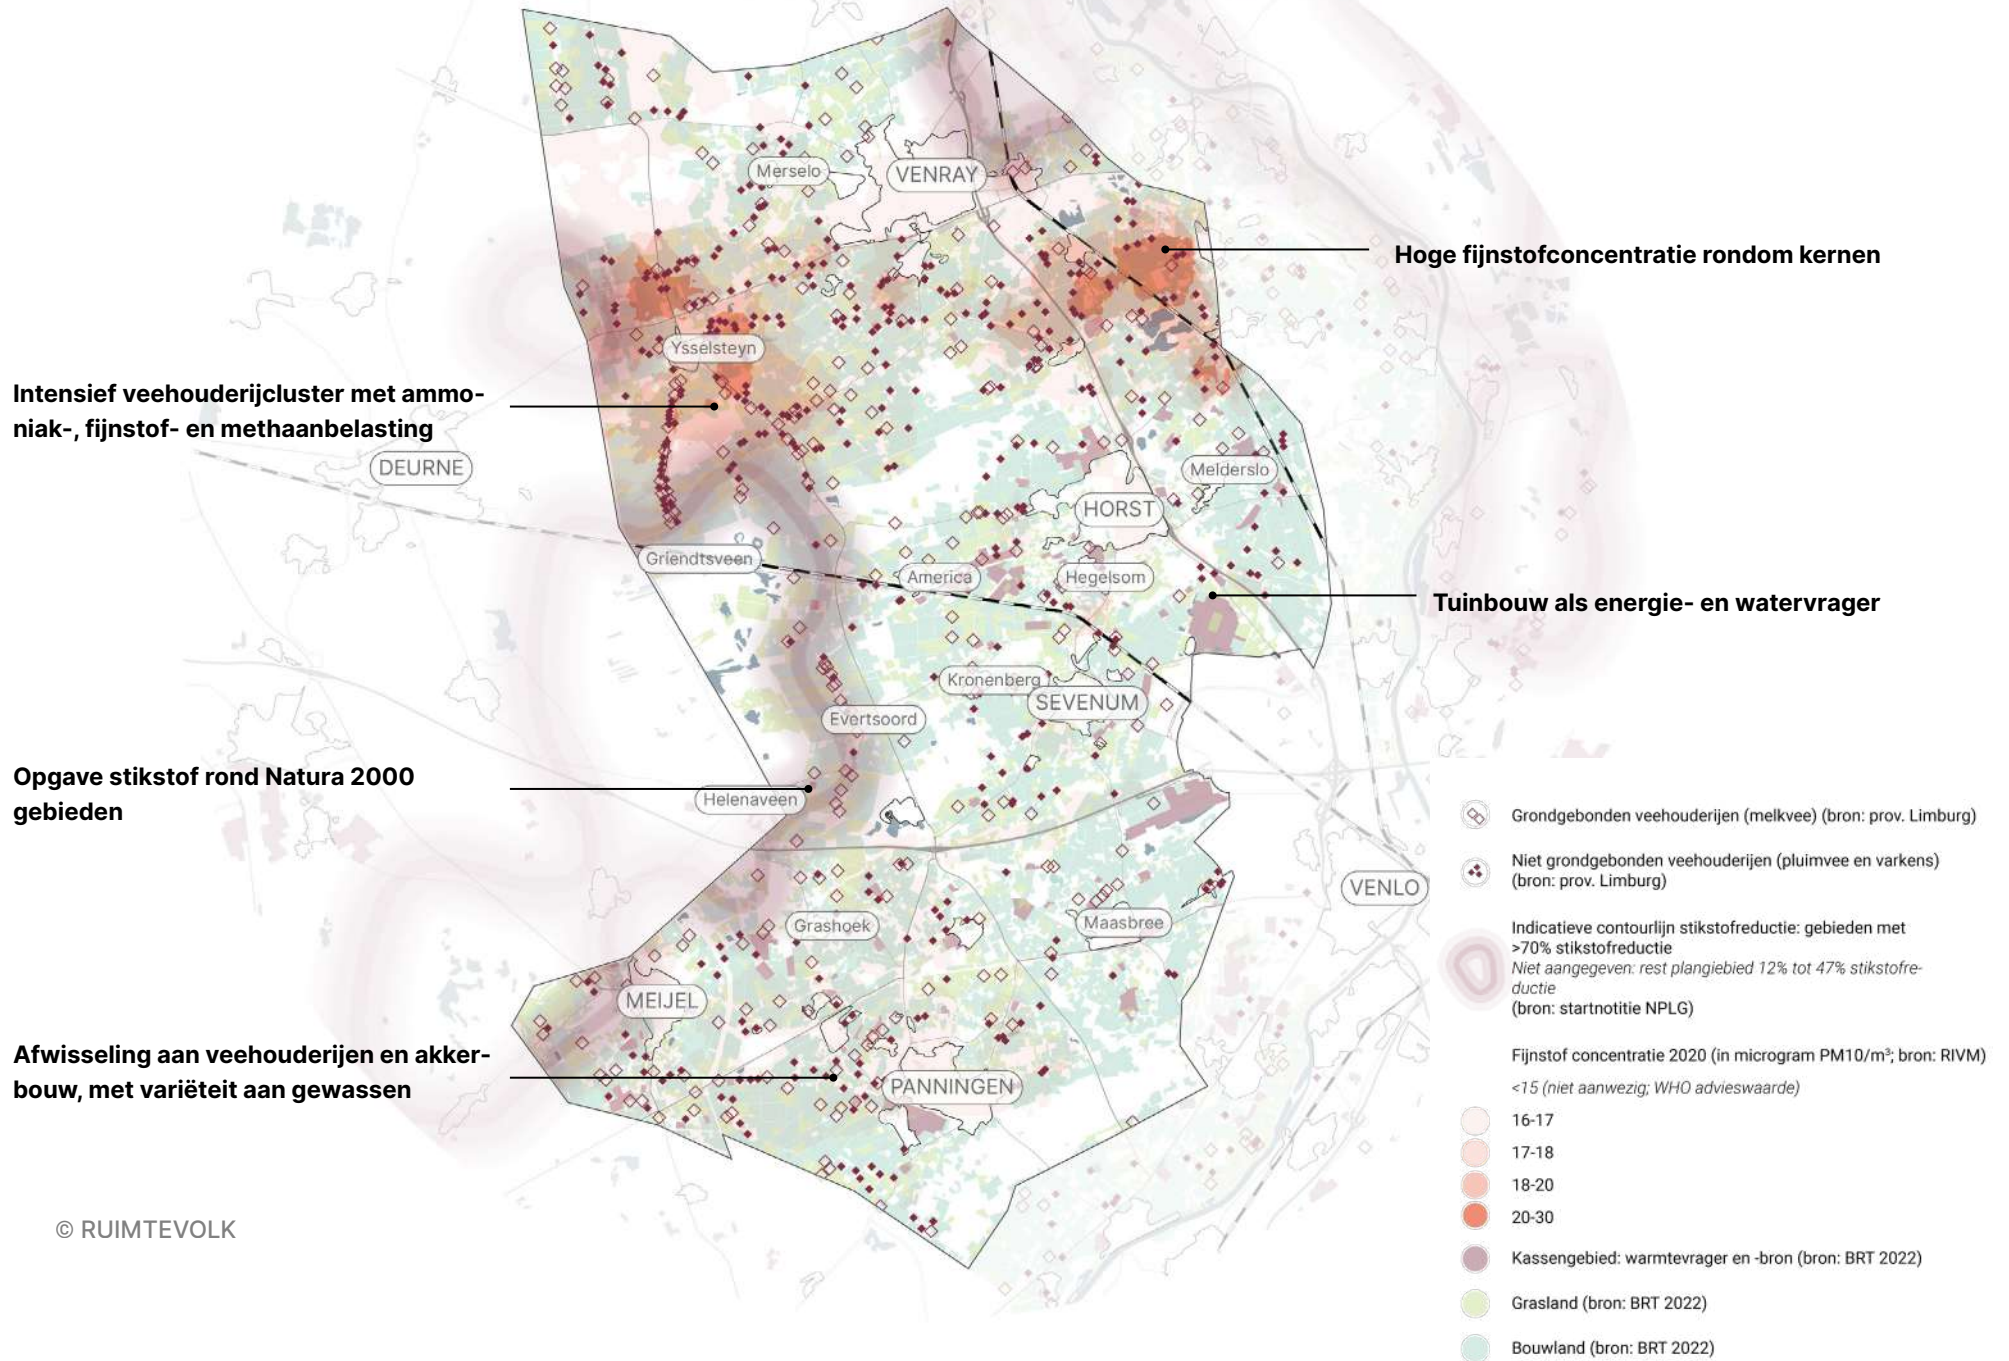 Merselo
VENRAY
Hoge fijnstofconcentratie rondom kernen
Ysselsteyn
Intensief veehouderijcluster met ammo-
niak-, fijnstof- en methaanbelasting
DEURNE
Melderslo
HORST
Griendtsveen
America
Hegelsom
Tuinbouw als energie- en watervrager
Kronenberg
SEVENUM
Evertsoord
Opgave stikstof rond Natura 2000
gebieden
Helenaveen
VENLO
Grashoek
Maasbree
MEIJEL
Afwisseling aan veehouderijen en akker-
bouw, met variëteit aan gewassen
PANNINGEN
© RUIMTEVOLK
Grondgebonden veehouderijen (melkvee) (bron: prov. Limburg)
Niet grondgebonden veehouderijen (pluimvee en varkens)
(bron: prov. Limburg)
Indicatieve contourlijn stikstofreductie: gebieden met
>70% stikstofreductie
Niet aangegeven: rest plangiebied 12% tot 47% stikstofre-
ductie
(bron: startnotitie NPLG)
Fijnstof concentratie 2020 (in microgram PM10/m³; bron: RIVM)
<15 (niet aanwezig; WHO advieswaarde)
16-17
17-18
18-20
20-30
Kassengebied: warmtevrager en -bron (bron: BRT 2022)
Grasland (bron: BRT 2022)
Bouwland (bron: BRT 2022)